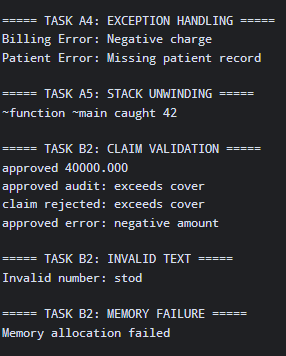 ===== TASK A4: EXCEPTION HANDLING =====
Billing Error: Negative charge
Patient Error: Missing patient record
===== TASK A5: STACK UNWINDING =====
~function ~main caught 42
===== TASK B2: CLAIM VALIDATION =====
approved 40000.000
approved audit: exceeds cover
claim rejected: exceeds cover
approved error: negative amount
===== TASK B2: INVALID TEXT =====
Invalid number: stod
===== TASK B2: MEMORY FAILURE =====
Memory allocation failed